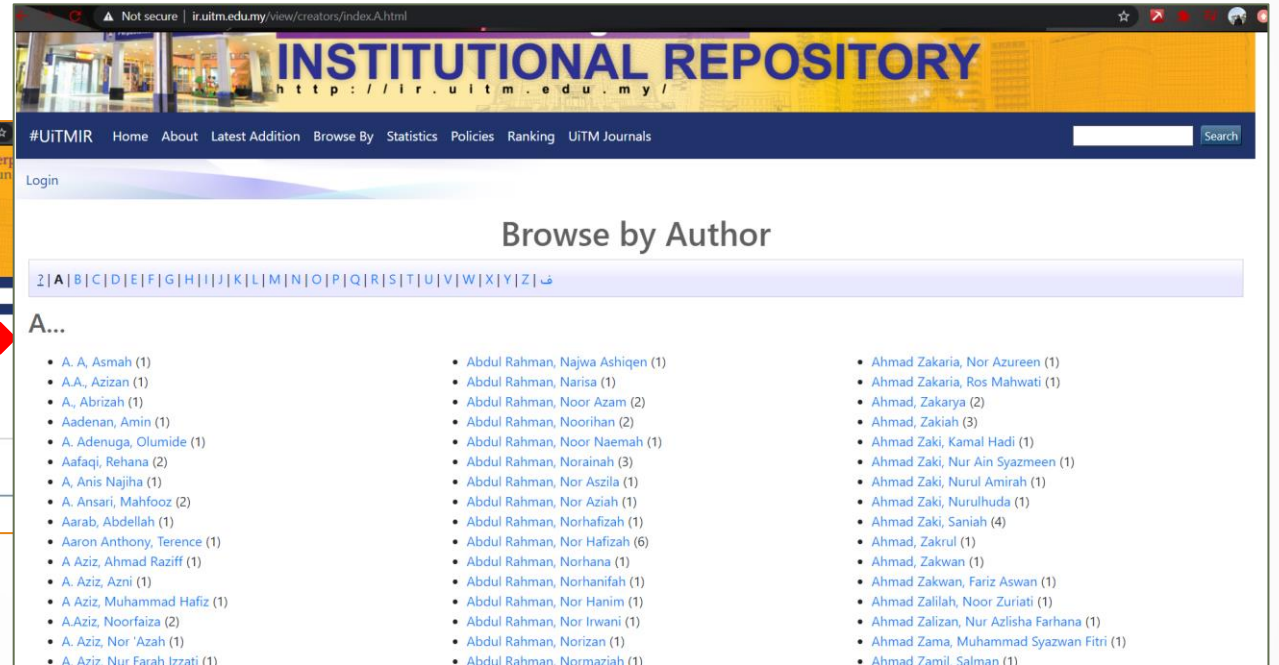 Not secure | ir.uitm.edu.my/view/creators/index.A.html
INSTITUTIONAL REPOSITORY
http://ir.uitm.edu.my/
#UiTMIR Home About Latest Addition Browse By Statistics Policies Ranking UiTM Journals Search
Login
Browse by Author
? | A | B | C | D | E | F | G | H | I | J | K | L | M | N | O | P | Q | R | S | T | U | V | W | X | Y | Z | ف
A...
• A. A, Asmah (1)
• A.A., Azizan (1)
• A., Abrizah (1)
• Aadenan, Amin (1)
• A. Adenuga, Olumide (1)
• Aafaqi, Rehana (2)
• A, Anis Najiha (1)
• A. Ansari, Mahfooz (2)
• Aarab, Abdellah (1)
• Aaron Anthony, Terence (1)
• A Aziz, Ahmad Raziff (1)
• A. Aziz, Azni (1)
• A Aziz, Muhammad Hafiz (1)
• A.Aziz, Noorfaiza (2)
• A. Aziz, Nor 'Azah (1)
• A. Aziz, Nur Farah Izzati (1)
• Abdul Rahman, Najwa Ashiqen (1)
• Abdul Rahman, Narisa (1)
• Abdul Rahman, Noor Azam (2)
• Abdul Rahman, Noorihan (2)
• Abdul Rahman, Noor Naemah (1)
• Abdul Rahman, Norainah (3)
• Abdul Rahman, Nor Aszila (1)
• Abdul Rahman, Nor Aziah (1)
• Abdul Rahman, Norhafizah (1)
• Abdul Rahman, Nor Hafizah (6)
• Abdul Rahman, Norhana (1)
• Abdul Rahman, Norhanifah (1)
• Abdul Rahman, Nor Hanim (1)
• Abdul Rahman, Nor Irwani (1)
• Abdul Rahman, Norizan (1)
• Abdul Rahman, Normaziah (1)
• Ahmad Zakaria, Nor Azureen (1)
• Ahmad Zakaria, Ros Mahwati (1)
• Ahmad, Zakarya (2)
• Ahmad, Zakiah (3)
• Ahmad Zaki, Kamal Hadi (1)
• Ahmad Zaki, Nur Ain Syazmeen (1)
• Ahmad Zaki, Nurul Amirah (1)
• Ahmad Zaki, Nurulhuda (1)
• Ahmad Zaki, Saniah (4)
• Ahmad, Zakrul (1)
• Ahmad, Zakwan (1)
• Ahmad Zakwan, Fariz Aswan (1)
• Ahmad Zalilah, Noor Zuriati (1)
• Ahmad Zalizan, Nur Azlisha Farhana (1)
• Ahmad Zama, Muhammad Syazwan Fitri (1)
• Ahmad Zamil, Salman (1)